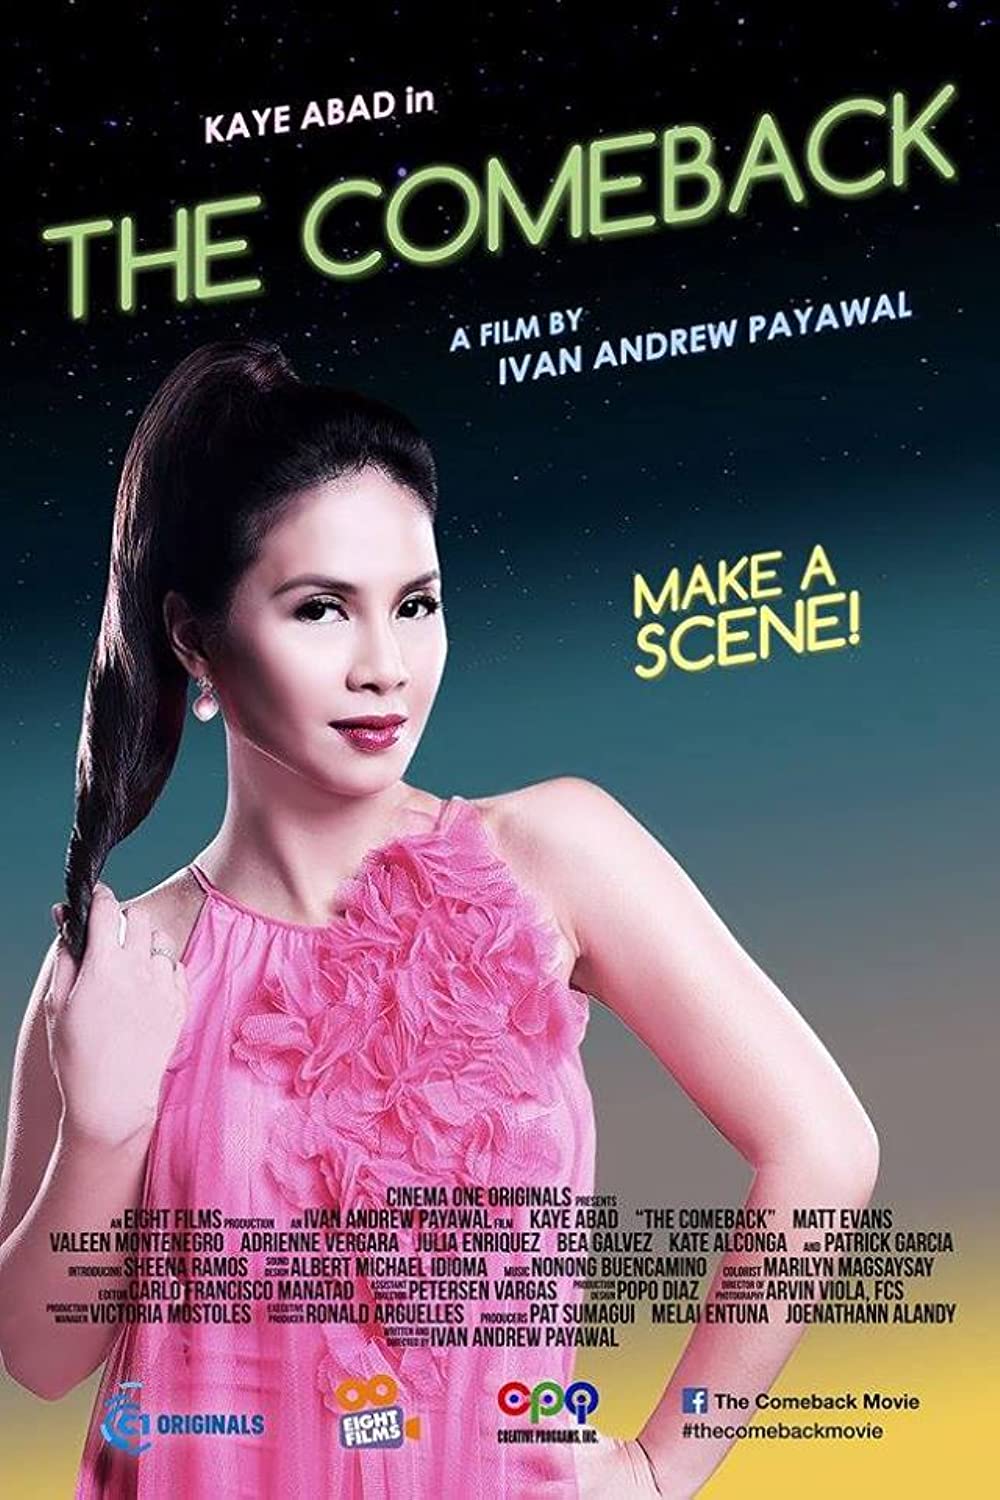 KAYE ABAD in
THE COMEBACK
A FILM BY
IVAN ANDREW PAYAWAL
MAKE A
SCENE!
CINEMA ONE ORIGINALS PRESENTS
AN EIGHT FILMS PRODUCTION AN IVAN ANDREW PAYAWAL FILM KAYE ABAD "THE COMEBACK" MATT EVANS
VALEEN MONTENEGRO ADRIENNE VERGARA JULIA ENRIQUEZ BEA GALVEZ KATE ALCONGA AND PATRICK GARCIA
INTRODUCING SHEENA RAMOS SOUND DESIGN ALBERT MICHAEL IDIOMA MUSIC NONONG BUENCAMINO COLORIST MARILYN MAGSAYSAY
EDITOR CARLO FRANCISCO MANATAD ASSISTANT DIRECTOR PETERSEN VARGAS PRODUCTION DESIGN POPO DIAZ DIRECTOR OF PHOTOGRAPHY ARVIN VIOLA, FCS
PRODUCTION MANAGER VICTORIA MOSTOLES EXECUTIVE PRODUCER RONALD ARGUELLES PRODUCERS PAT SUMAGUI MELAI ENTUNA JOENATHANN ALANDY
WRITTEN AND DIRECTED BY IVAN ANDREW PAYAWAL
C1 ORIGINALS
EIGHT
FILMS
cpi
CREATIVE PROGRAMS, INC.
f The Comeback Movie
#thecomebackmovie